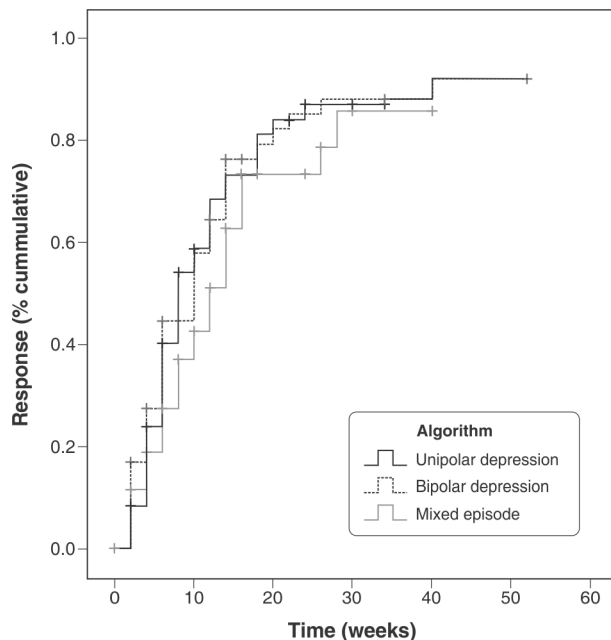 1.0
0.8
0.6
0.4
0.2
0.0
Response (% cummulative)
Algorithm
Unipolar depression
Bipolar depression
Mixed episode
0 10 20 30 40 50 60
Time (weeks)